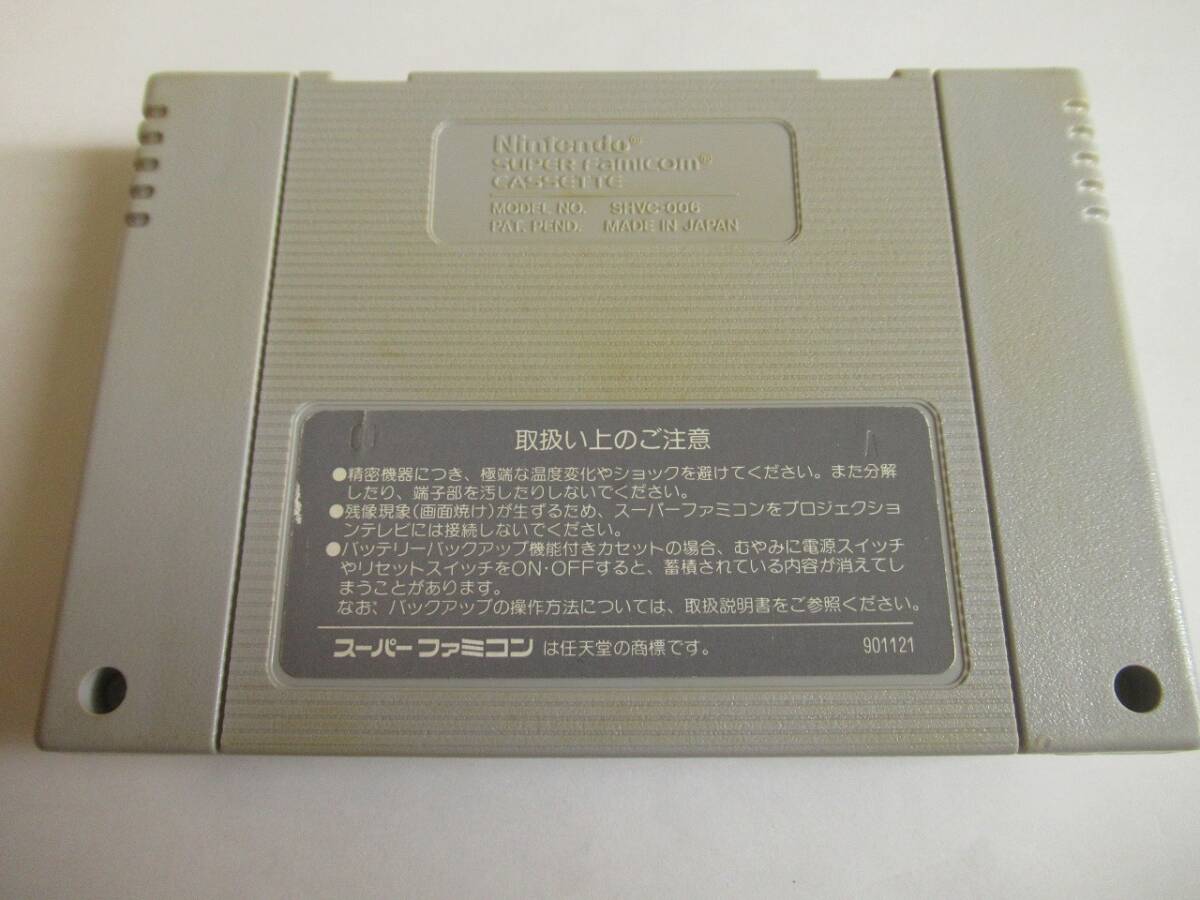 Nintendo®
SUPER Famicom®
CASSETTE
MODEL NO. SHVC-006
PAT. PEND. MADE IN JAPAN
取扱い上のご注意
●精密機器につき、極端な温度変化やショックを避けてください。また分解
したり、端子部を汚したりしないでください。
●残像現象(画面焼け)が生ずるため、スーパーファミコンをプロジェクショ
ンテレビには接続しないでください。
●バッテリーバックアップ機能付きカセットの場合、むやみに電源スイッチ
やリセットスイッチをON・OFFすると、蓄積されている内容が消えてし
まうことがあります。
なお、バックアップの操作方法については、取扱説明書をご参照ください。
スーパーファミコン は任天堂の商標です。 901121